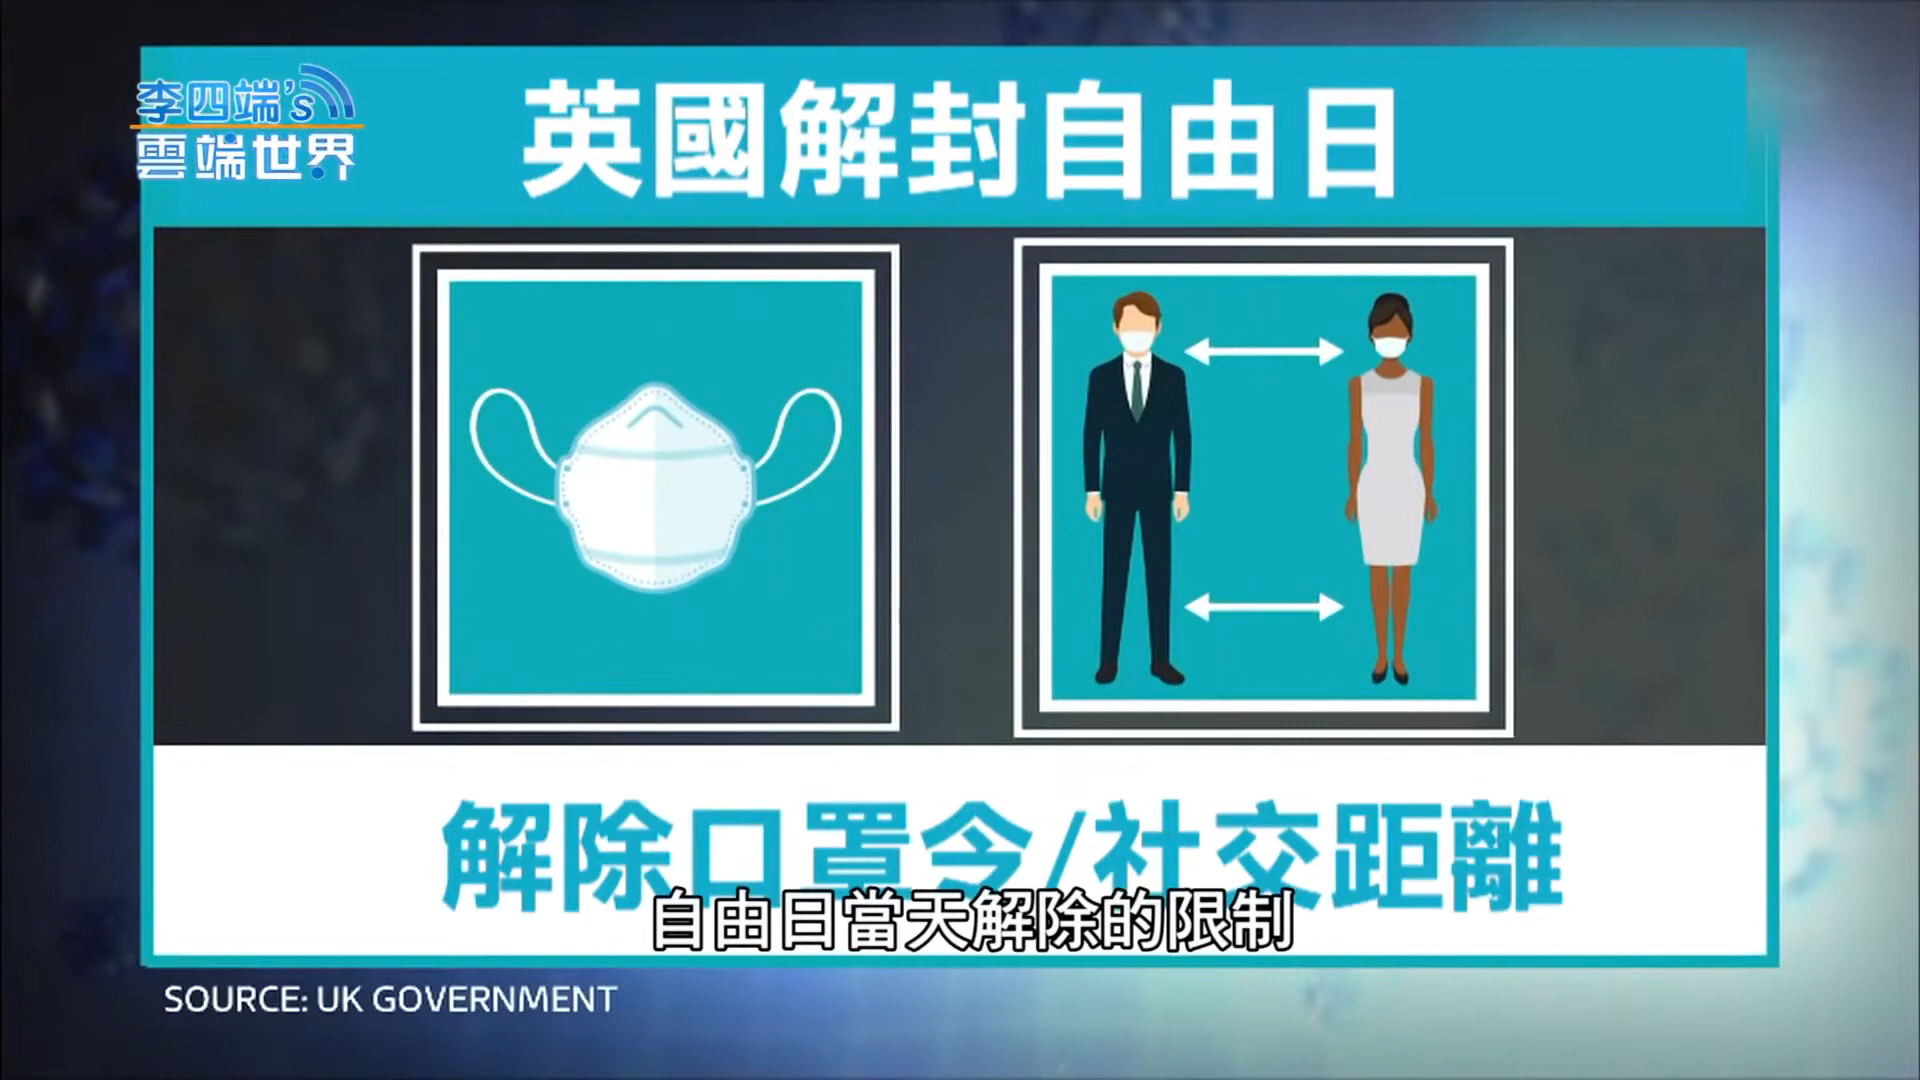 李四端's
雲端世界
英國解封自由日
解除口罩令/社交距離
自由日當天解除的限制
SOURCE: UK GOVERNMENT